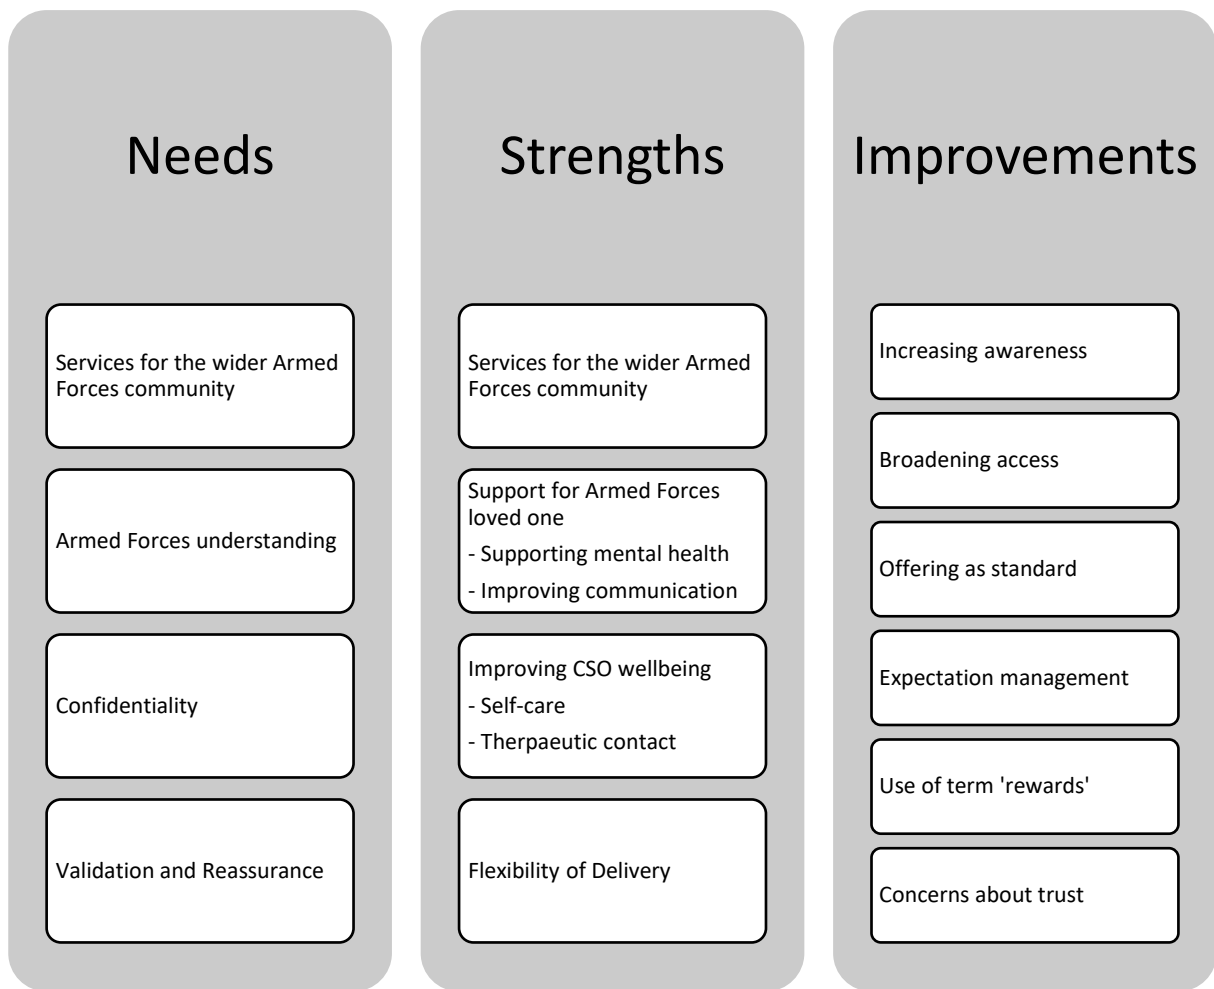 Needs
Services for the wider Armed
Forces community
Armed Forces understanding
Confidentiality
Validation and Reassurance
Strengths
Services for the wider Armed
Forces community
Support for Armed Forces
loved one
- Supporting mental health
- Improving communication
Improving CSO wellbeing
- Self-care
- Therpaeutic contact
Flexibility of Delivery
Improvements
Increasing awareness
Broadening access
Offering as standard
Expectation management
Use of term 'rewards'
Concerns about trust